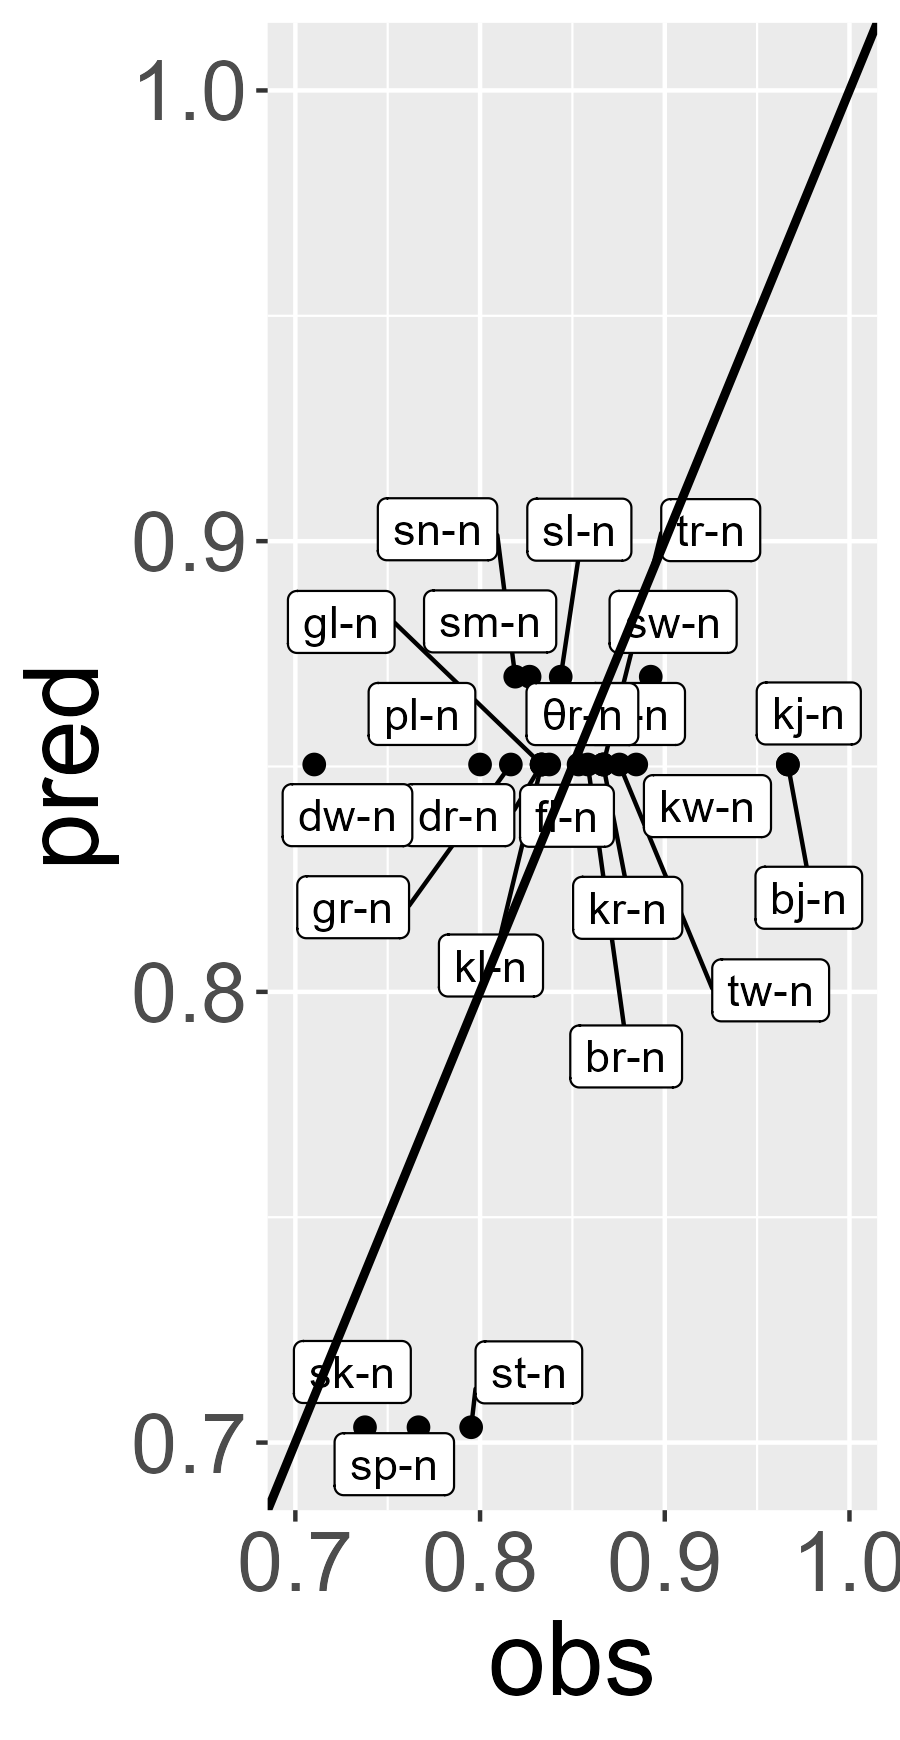 1.0
0.9
sn-n
sl-n
tr-n
gl-n
sm-n
sw-n
pl-n
θr-n
-n
kj-n
dw-n
dr-n
fl-n
kw-n
gr-n
kr-n
bj-n
kl-n
0.8
tw-n
br-n
sk-n
st-n
0.7
sp-n
0.7 0.8 0.9 1.0
obs
pred